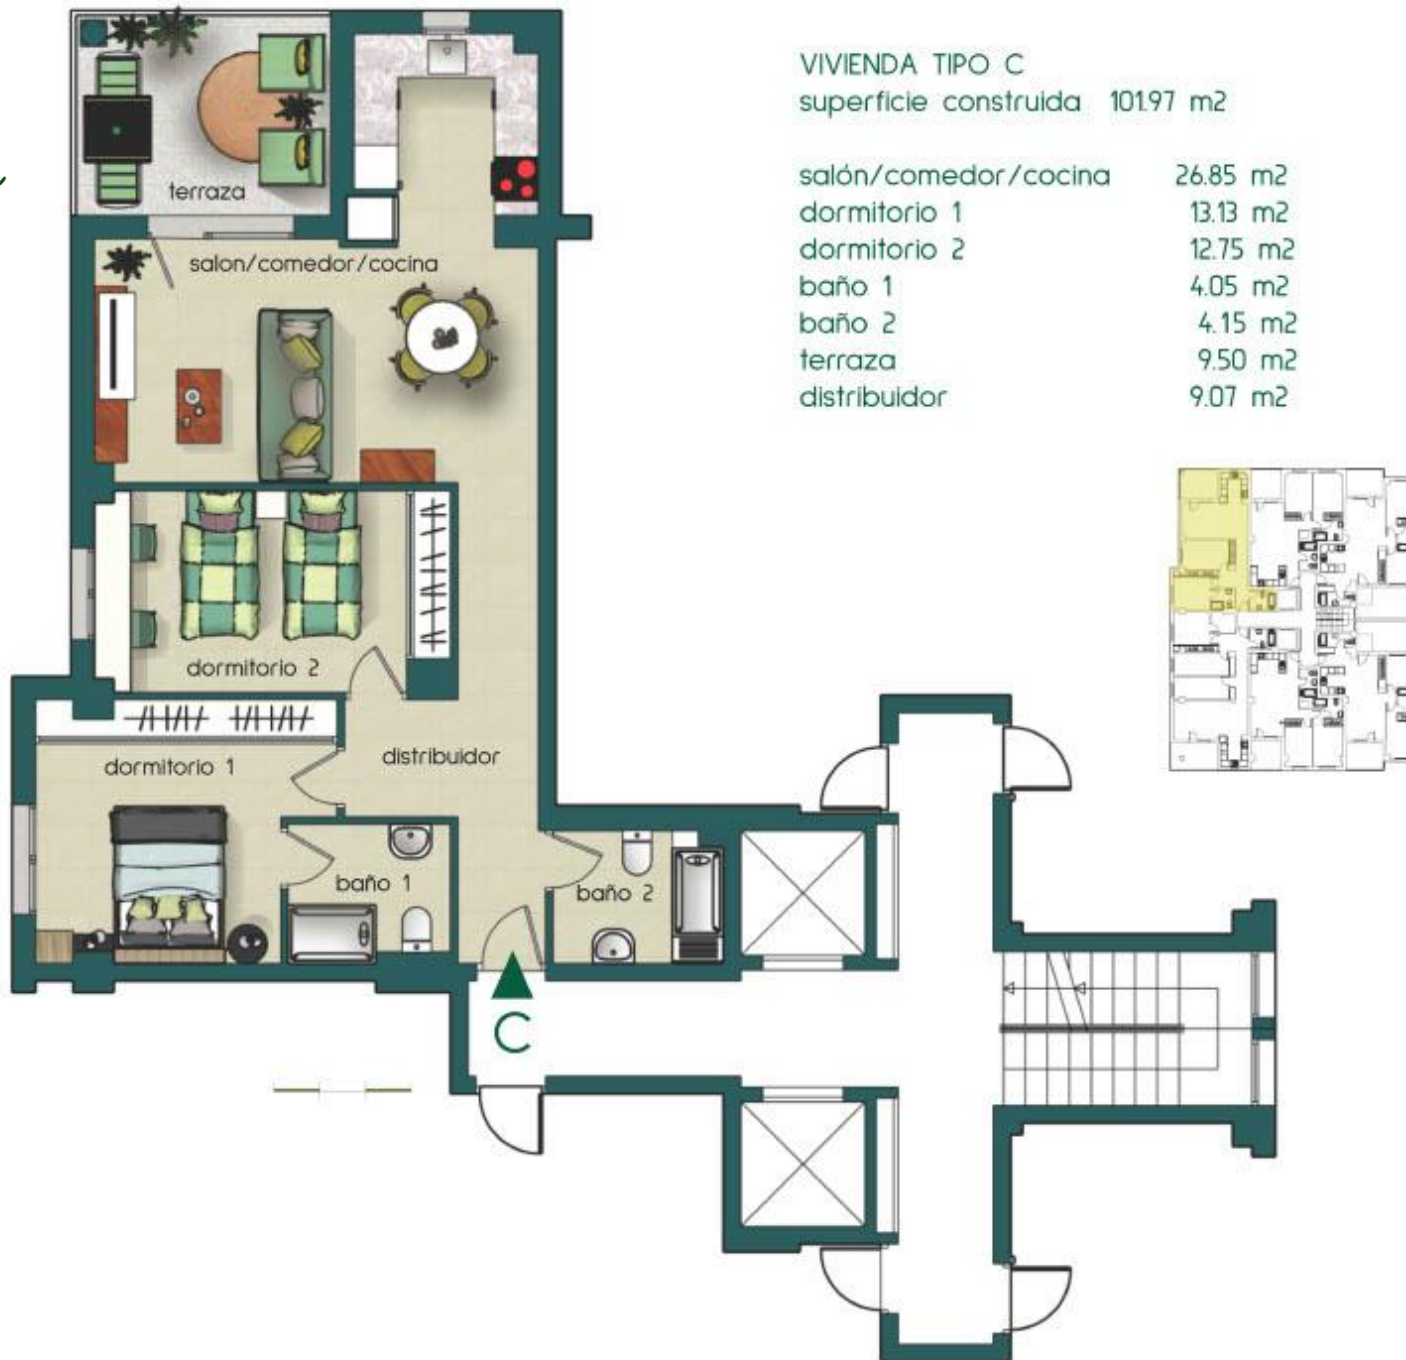 VIVIENDA TIPO C
superficie construida 101.97 m2
salón/comedor/cocina 26.85 m2
dormitorio 1 13.13 m2
dormitorio 2 12.75 m2
baño 1 4.05 m2
baño 2 4.15 m2
terraza 9.50 m2
distribuidor 9.07 m2
terraza
salon/comedor/cocina
dormitorio 2
distribuidor
dormitorio 1
baño 1
baño 2
C